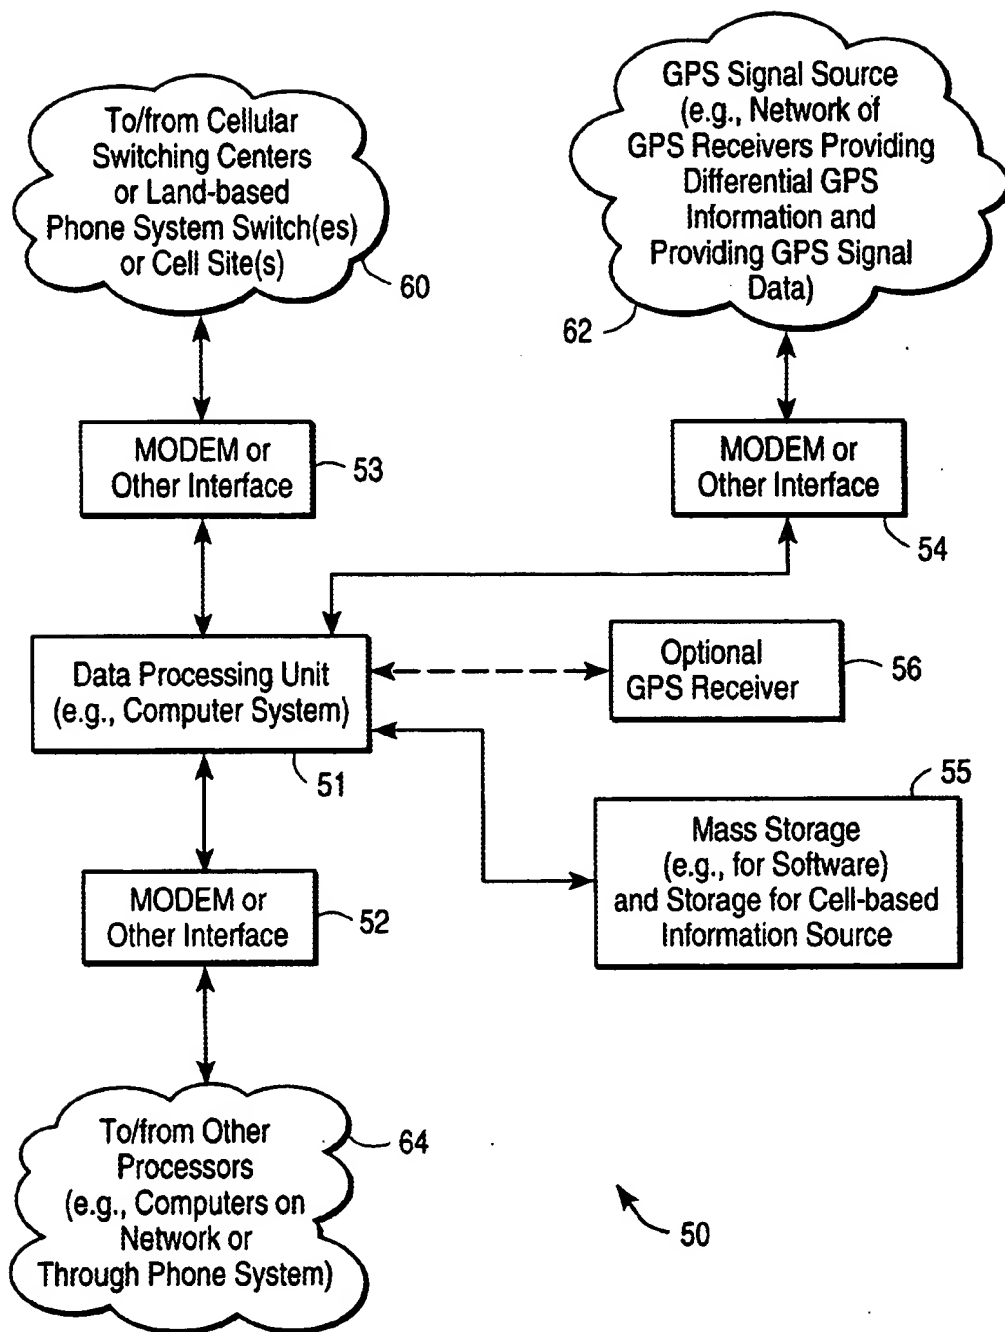 To/from Cellular
Switching Centers
or Land-based
Phone System Switch(es)
or Cell Site(s)
60
GPS Signal Source
(e.g., Network of
GPS Receivers Providing
Differential GPS
Information and
Providing GPS Signal
Data)
62
MODEM or
Other Interface
53
MODEM or
Other Interface
54
Data Processing Unit
(e.g., Computer System)
51
Optional
GPS Receiver
56
55
Mass Storage
(e.g., for Software)
and Storage for Cell-based
Information Source
MODEM or
Other Interface
52
To/from Other
Processors
(e.g., Computers on
Network or
Through Phone System)
64
50